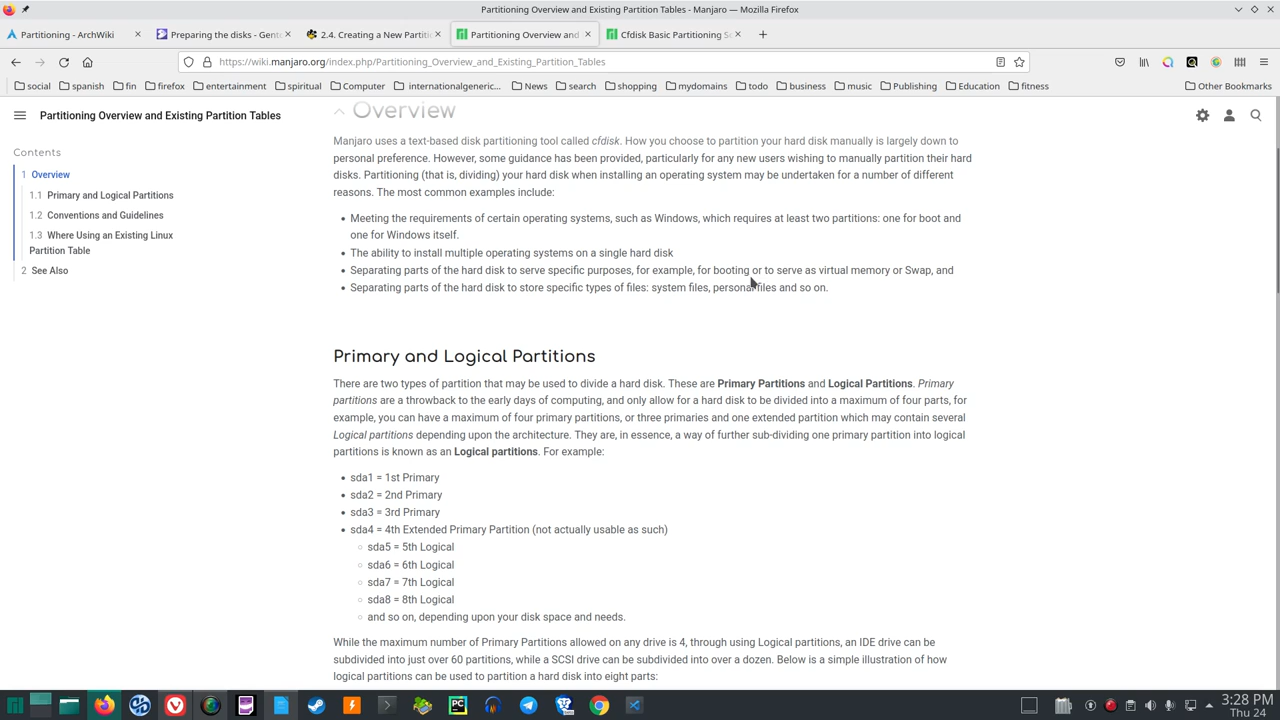 Partitioning Overview and Existing Partition Tables - Manjaro — Mozilla Firefox
Partitioning - ArchWiki
Preparing the disks - Gent
2.4. Creating a New Partit
Partitioning Overview and
Cfdisk Basic Partitioning S
https://wiki.manjaro.org/index.php/Partitioning_Overview_and_Existing_Partition_Tables
social
spanish
fin
firefox
entertainment
spiritual
Computer
internationalgeneric...
News
search
shopping
mydomains
todo
business
music
Publishing
Education
fitness
Other Bookmarks
Partitioning Overview and Existing Partition Tables
Contents
1 Overview
1.1 Primary and Logical Partitions
1.2 Conventions and Guidelines
1.3 Where Using an Existing Linux
Partition Table
2 See Also
Overview
Manjaro uses a text-based disk partitioning tool called cfdisk. How you choose to partition your hard disk manually is largely down to
personal preference. However, some guidance has been provided, particularly for any new users wishing to manually partition their hard
disks. Partitioning (that is, dividing) your hard disk when installing an operating system may be undertaken for a number of different
reasons. The most common examples include:
• Meeting the requirements of certain operating systems, such as Windows, which requires at least two partitions: one for boot and
one for Windows itself.
• The ability to install multiple operating systems on a single hard disk
• Separating parts of the hard disk to serve specific purposes, for example, for booting or to serve as virtual memory or Swap, and
• Separating parts of the hard disk to store specific types of files: system files, personal files and so on.
Primary and Logical Partitions
There are two types of partition that may be used to divide a hard disk. These are Primary Partitions and Logical Partitions. Primary
partitions are a throwback to the early days of computing, and only allow for a hard disk to be divided into a maximum of four parts, for
example, you can have a maximum of four primary partitions, or three primaries and one extended partition which may contain several
Logical partitions depending upon the architecture. They are, in essence, a way of further sub-dividing one primary partition into logical
partitions is known as an Logical partitions. For example:
• sda1 = 1st Primary
• sda2 = 2nd Primary
• sda3 = 3rd Primary
• sda4 = 4th Extended Primary Partition (not actually usable as such)
○ sda5 = 5th Logical
○ sda6 = 6th Logical
○ sda7 = 7th Logical
○ sda8 = 8th Logical
○ and so on, depending upon your disk space and needs.
While the maximum number of Primary Partitions allowed on any drive is 4, through using Logical partitions, an IDE drive can be
subdivided into just over 60 partitions, while a SCSI drive can be subdivided into over a dozen. Below is a simple illustration of how
logical partitions can be used to partition a hard disk into eight parts:
3:28 PM
Thu 24